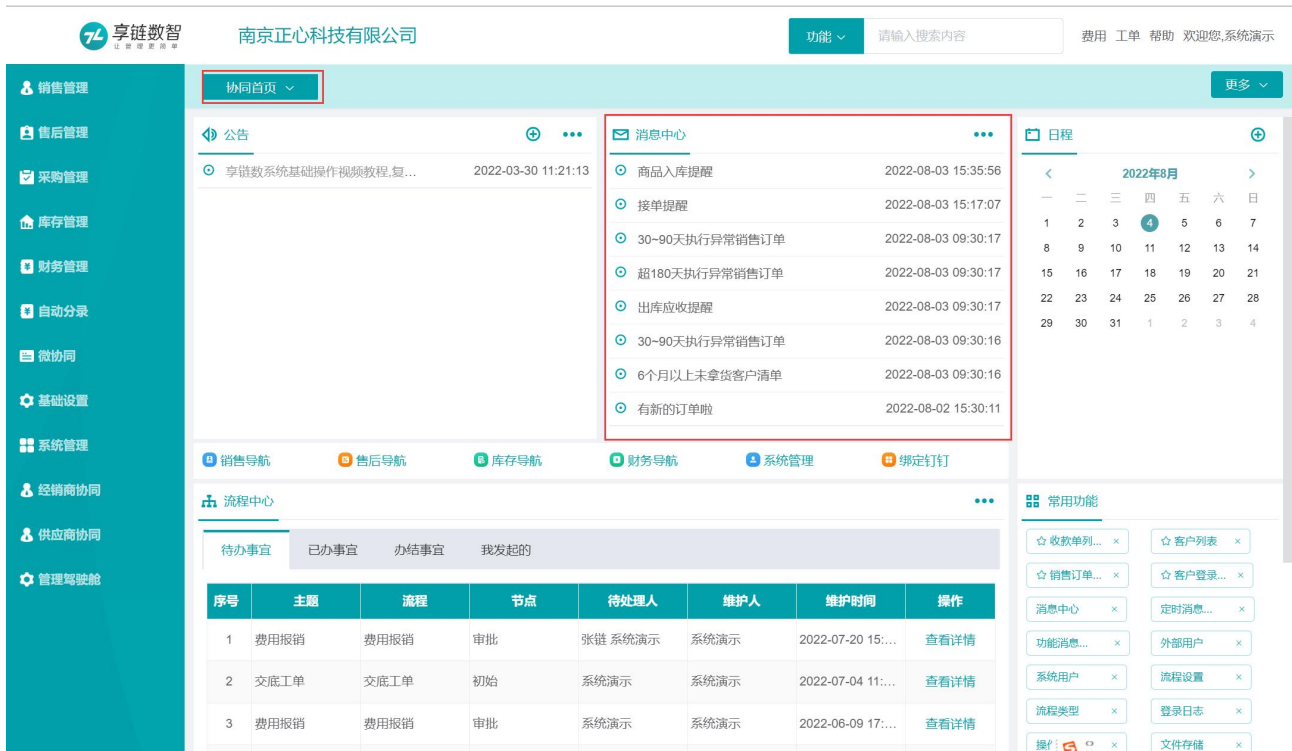 享链数智
让管理更简单
南京正心科技有限公司
功能
请输入搜索内容
费用 工单 帮助 欢迎您,系统演示
销售管理
售后管理
采购管理
库存管理
财务管理
自动分录
微协同
基础设置
系统管理
经销商协同
供应商协同
管理驾驶舱
协同首页
更多
公告
享链数系统基础操作视频教程,复... 2022-03-30 11:21:13
消息中心
商品入库提醒 2022-08-03 15:35:56
接单提醒 2022-08-03 15:17:07
30~90天执行异常销售订单 2022-08-03 09:30:17
超180天执行异常销售订单 2022-08-03 09:30:17
出库应收提醒 2022-08-03 09:30:17
30~90天执行异常销售订单 2022-08-03 09:30:16
6个月以上未拿货客户清单 2022-08-03 09:30:16
有新的订单啦 2022-08-02 15:30:11
日程
2022年8月
一 二 三 四 五 六 日
1 2 3 4 5 6 7
8 9 10 11 12 13 14
15 16 17 18 19 20 21
22 23 24 25 26 27 28
29 30 31 1 2 3 4
销售导航 售后导航 库存导航 财务导航 系统管理 绑定钉钉
流程中心
待办事宜 已办事宜 办结事宜 我发起的
序号 主题 流程 节点 待处理人 维护人 维护时间 操作
1 费用报销 费用报销 审批 张链 系统演示 系统演示 2022-07-20 15:... 查看详情
2 交底工单 交底工单 初始 系统演示 系统演示 2022-07-04 11:... 查看详情
3 费用报销 费用报销 审批 系统演示 系统演示 2022-06-09 17:... 查看详情
常用功能
收款单列... × 客户列表 ×
销售订单... × 客户登录... ×
消息中心 × 定时消息... ×
功能消息... × 外部用户 ×
系统用户 × 流程设置 ×
流程类型 × 登录日志 ×
× 文件存储 ×